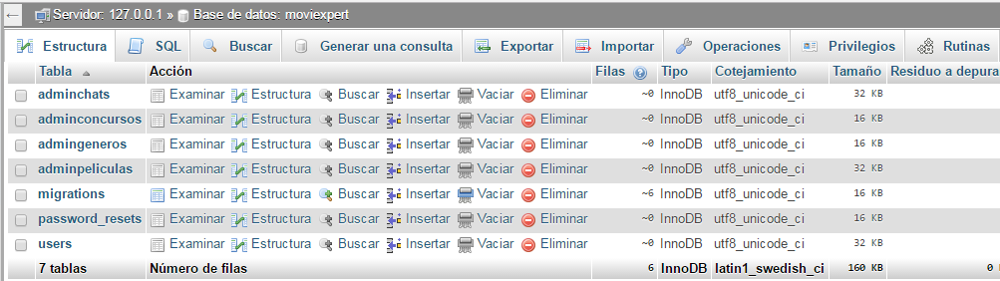 Servidor: 127.0.0.1 » Base de datos: moviexpert
Estructura SQL Buscar Generar una consulta Exportar Importar Operaciones Privilegios Rutinas
Tabla Acción Filas Tipo Cotejamiento Tamaño Residuo a depura
adminchats Examinar Estructura Buscar Insertar Vaciar Eliminar ~0 InnoDB utf8_unicode_ci 32 KB
adminconcursos Examinar Estructura Buscar Insertar Vaciar Eliminar ~0 InnoDB utf8_unicode_ci 16 KB
admingeneros Examinar Estructura Buscar Insertar Vaciar Eliminar ~0 InnoDB utf8_unicode_ci 16 KB
adminpeliculas Examinar Estructura Buscar Insertar Vaciar Eliminar ~0 InnoDB utf8_unicode_ci 32 KB
migrations Examinar Estructura Buscar Insertar Vaciar Eliminar ~6 InnoDB utf8_unicode_ci 16 KB
password_resets Examinar Estructura Buscar Insertar Vaciar Eliminar ~0 InnoDB utf8_unicode_ci 16 KB
users Examinar Estructura Buscar Insertar Vaciar Eliminar ~0 InnoDB utf8_unicode_ci 32 KB
7 tablas Número de filas 6 InnoDB latin1_swedish_ci 160 KB 0